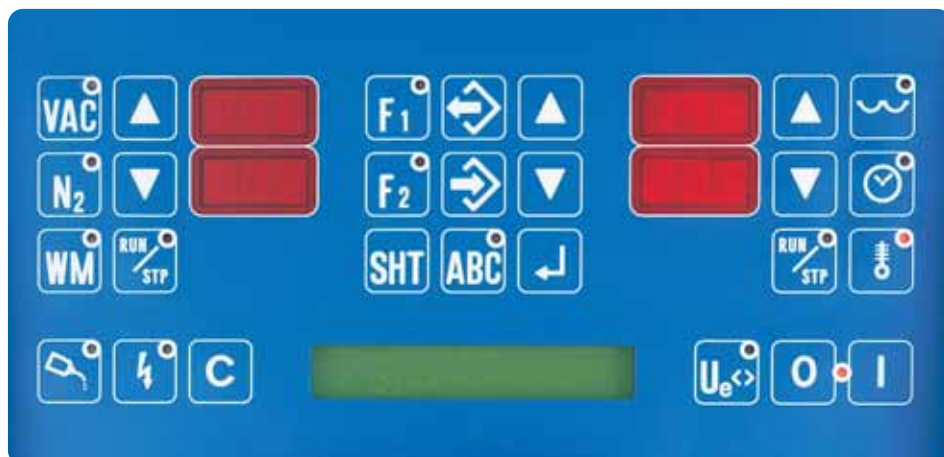 VAC F1
N2 F2
WM RUN/STP SHT ABC RUN/STP
C Ue<> O I